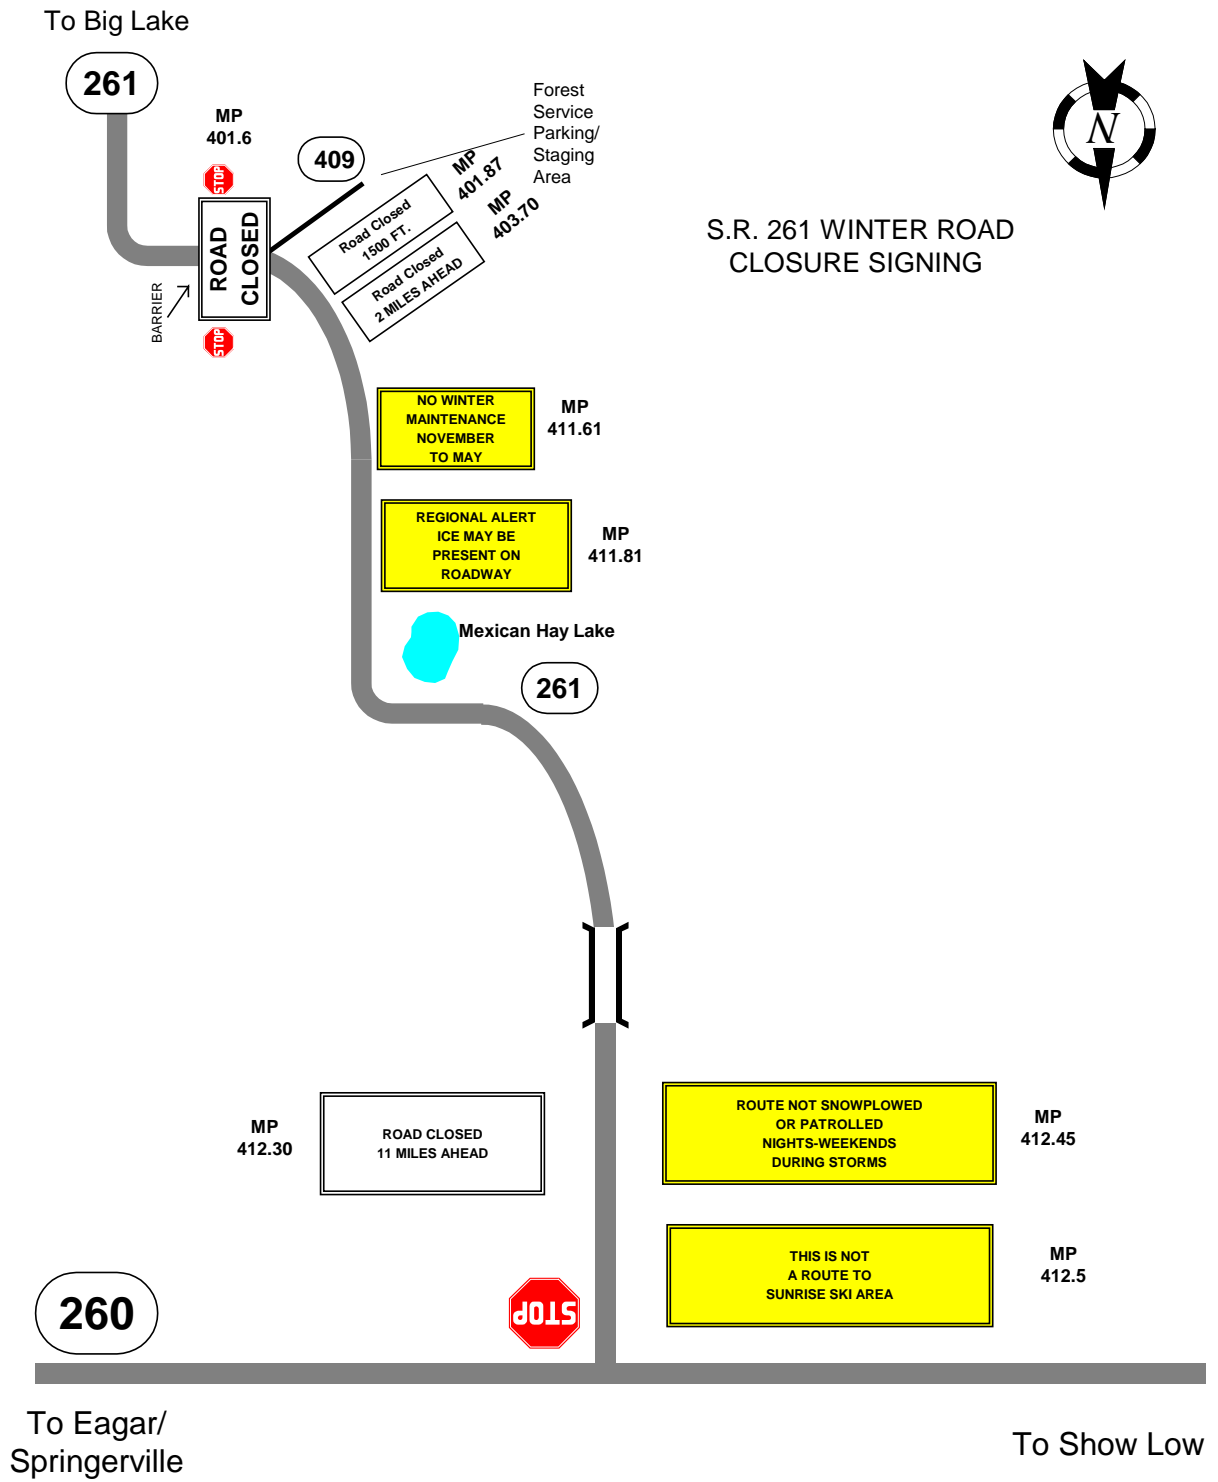 To Big Lake
261
MP
401.6
STOP
409
Forest
Service
Parking/
Staging
Area
MP
401.87
MP
403.70
Road Closed
1500 FT.
Road Closed
2 MILES AHEAD
ROAD
CLOSED
BARRIER
STOP
N
S.R. 261 WINTER ROAD
CLOSURE SIGNING
NO WINTER
MAINTENANCE
NOVEMBER
TO MAY
MP
411.61
REGIONAL ALERT
ICE MAY BE
PRESENT ON
ROADWAY
MP
411.81
Mexican Hay Lake
261
MP
412.30
ROAD CLOSED
11 MILES AHEAD
ROUTE NOT SNOWPLOWED
OR PATROLLED
NIGHTS-WEEKENDS
DURING STORMS
MP
412.45
THIS IS NOT
A ROUTE TO
SUNRISE SKI AREA
MP
412.5
STOP
260
To Eagar/
Springerville
To Show Low